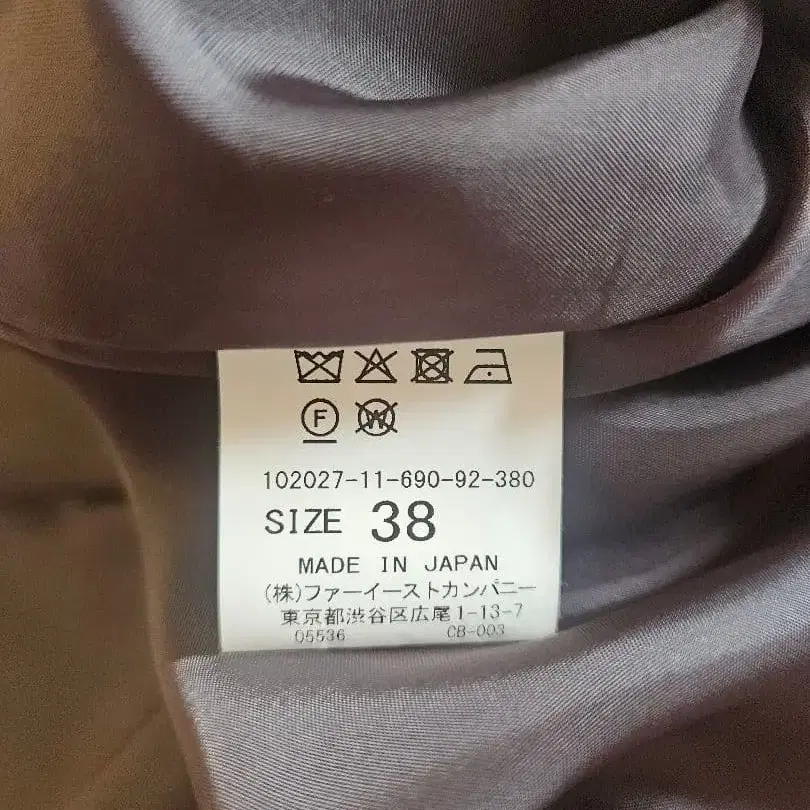 F W
102027-11-690-92-380
SIZE 38
MADE IN JAPAN
(株)ファーイーストカンパニー
東京都渋谷区広尾1-13-7
05536 CB-003